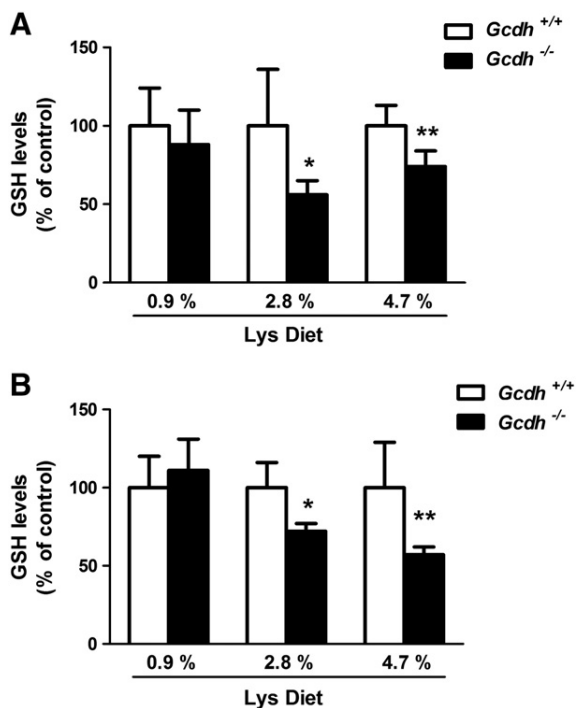 A
Gcdh +/+
Gcdh -/-
GSH levels
(% of control)
150
100
50
0
*
**
0.9 %
2.8 %
4.7 %
Lys Diet
B
Gcdh +/+
Gcdh -/-
GSH levels
(% of control)
150
100
50
0
*
**
0.9 %
2.8 %
4.7 %
Lys Diet